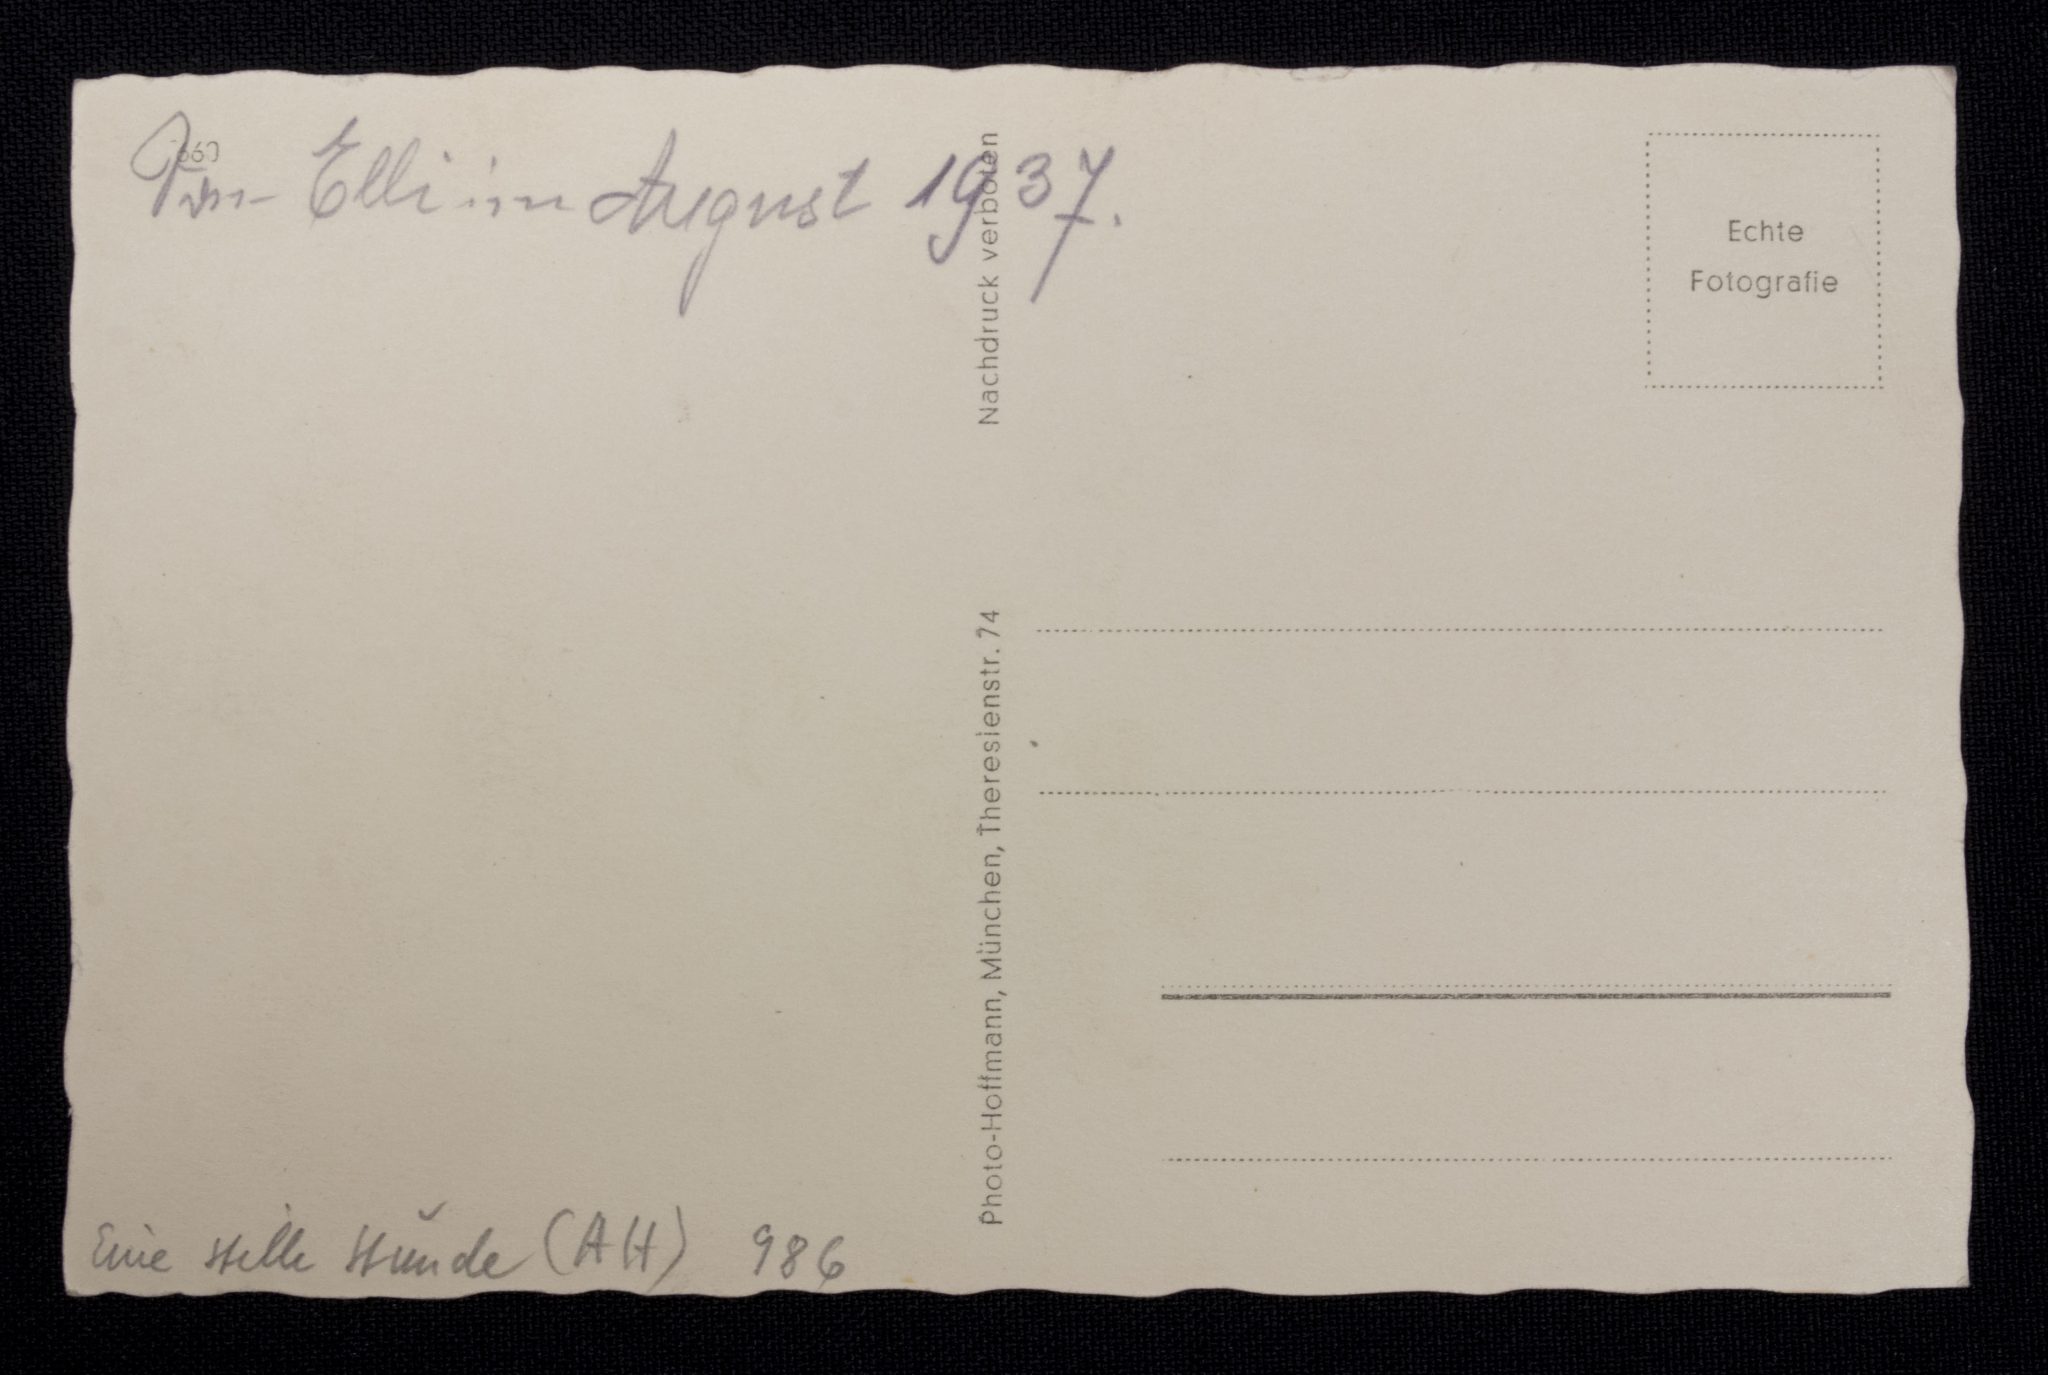 Von Elli im August 1937.
Nachdruck verboten
Echte
Fotografie
Photo-Hoffmann, München, Theresienstr. 74
Eine stille Stunde (AH) 986